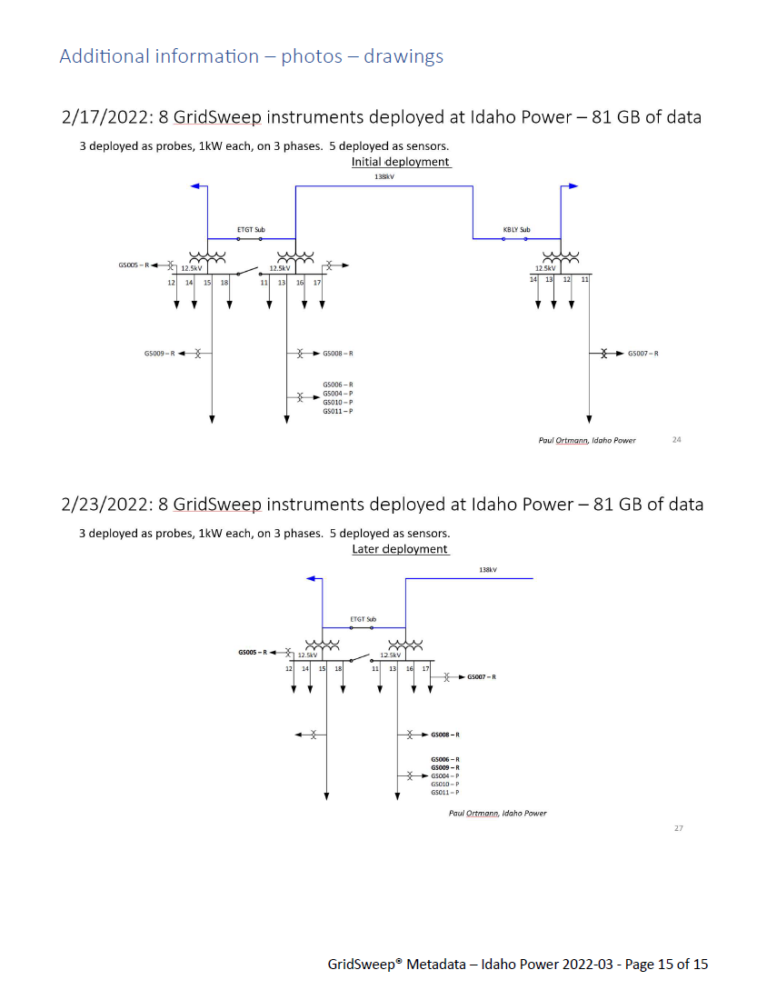 Additional information – photos – drawings
2/17/2022: 8 GridSweep instruments deployed at Idaho Power – 81 GB of data
3 deployed as probes, 1kW each, on 3 phases.  5 deployed as sensors.
Initial deployment
138kV
ETGT Sub
KBLY Sub
GS005 – R
12.5kV
12.5kV
12.5kV
12 14 15 18
11 13 16 17
14 13 12 11
GS009 – R
GS008 – R
GS007 – R
GS006 – R
GS004 – P
GS010 – P
GS011 – P
Paul Ortmann, Idaho Power
24
2/23/2022: 8 GridSweep instruments deployed at Idaho Power – 81 GB of data
3 deployed as probes, 1kW each, on 3 phases.  5 deployed as sensors.
Later deployment
138kV
ETGT Sub
GS005 – R
12.5kV
12.5kV
12 14 15 18
11 13 16 17
GS007 – R
GS008 – R
GS006 – R
GS009 – R
GS004 – P
GS010 – P
GS011 – P
Paul Ortmann, Idaho Power
27
GridSweep® Metadata – Idaho Power 2022-03 - Page 15 of 15